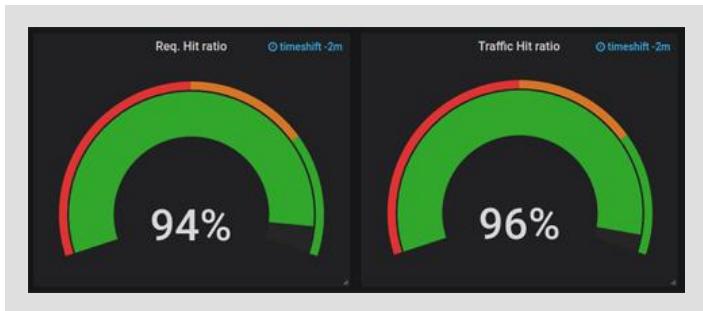 Req. Hit ratio
timeshift -2m
94%
Traffic Hit ratio
timeshift -2m
96%